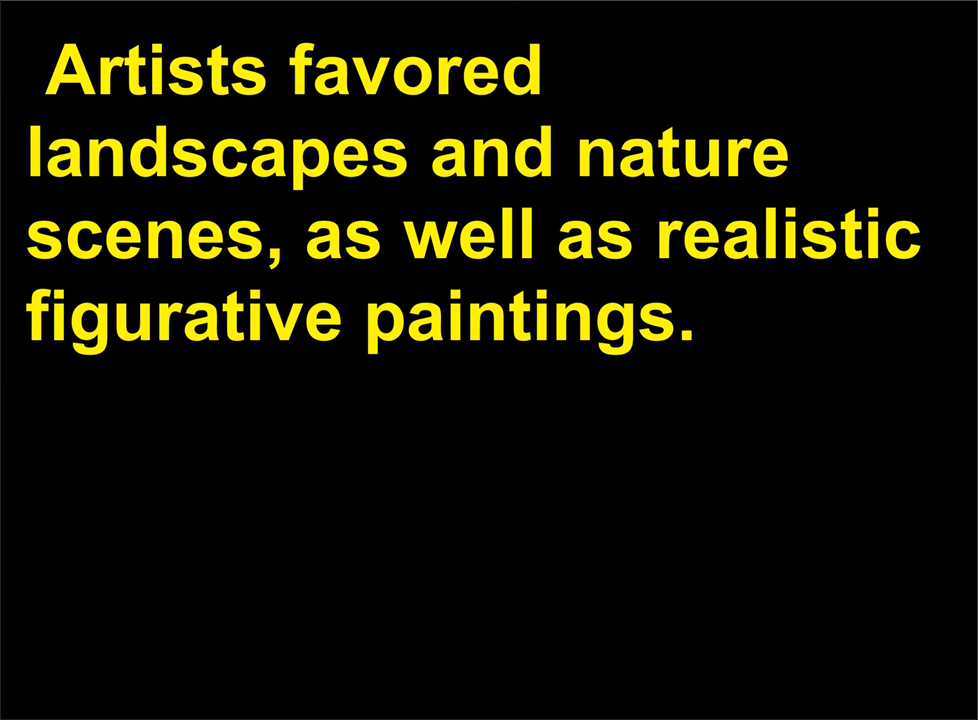 Artists favored
landscapes and nature
scenes, as well as realistic
figurative paintings.